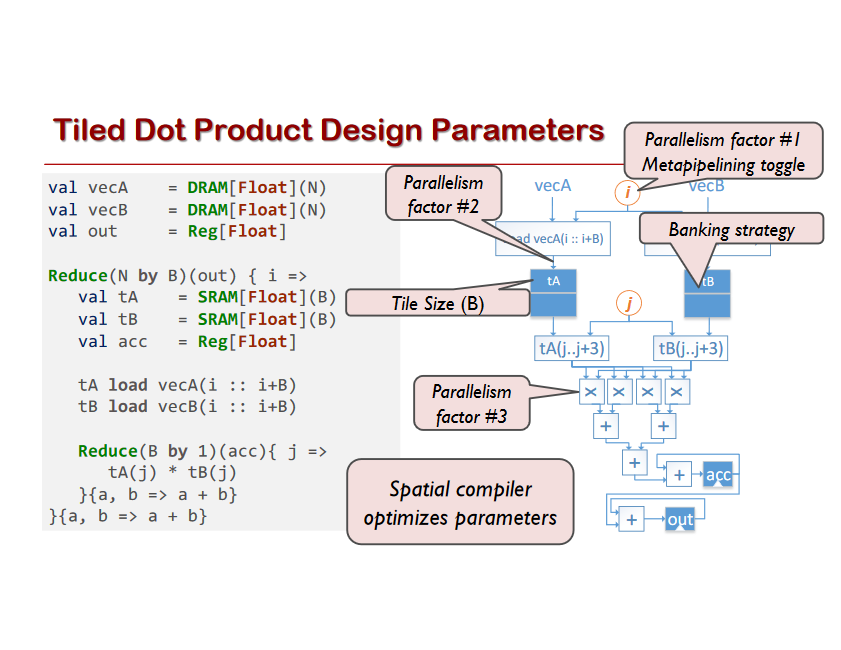 Tiled Dot Product Design Parameters
val vecA = DRAM[Float](N)
val vecB = DRAM[Float](N)
val out = Reg[Float]
Reduce(N by B)(out) { i =>
val tA = SRAM[Float](B)
val tB = SRAM[Float](B)
val acc = Reg[Float]
tA load vecA(i :: i+B)
tB load vecB(i :: i+B)
Reduce(B by 1)(acc){ j =>
tA(j) * tB(j)
}{a, b => a + b}
}{a, b => a + b}
Parallelism factor #1
Metapipelining toggle
Parallelism
factor #2
vecA
i
vecB
vecA(i :: i+B)
Banking strategy
tA
tB
Tile Size (B)
j
tA(j..j+3)
tB(j..j+3)
Parallelism
factor #3
× × × ×
+ +
+
+ acc
+ out
Spatial compiler
optimizes parameters